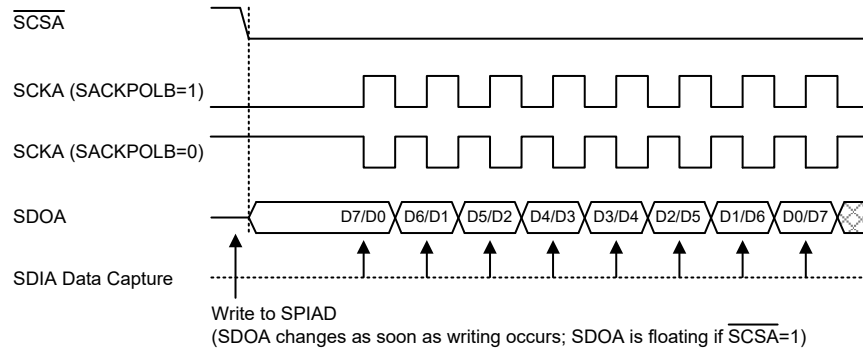 SCSA
SCKA (SACKPOLB=1)
SCKA (SACKPOLB=0)
SDOA D7/D0 D6/D1 D5/D2 D4/D3 D3/D4 D2/D5 D1/D6 D0/D7
SDIA Data Capture
Write to SPIAD
(SDOA changes as soon as writing occurs; SDOA is floating if SCSA=1)